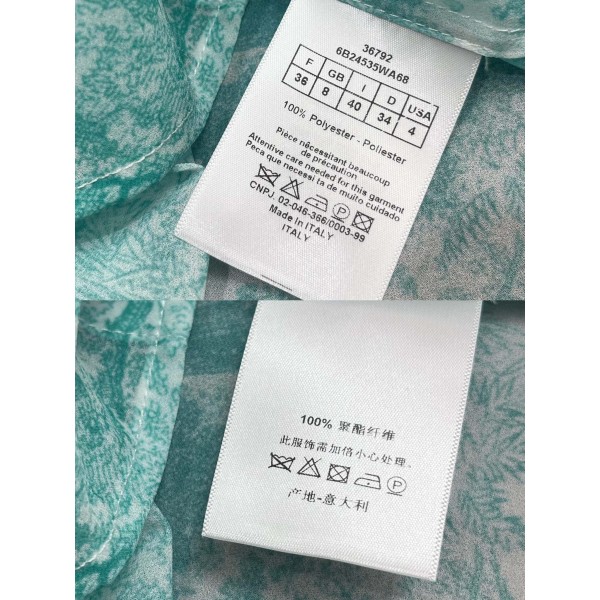 36792
6B24535WA68
F GB I D USA
36 8 40 34 4
100% Polyester - Poliester
Pièce nécessitant beaucoup
de précaution
Attentive care needed for this garment
Peca que necessi ta de muito cuidado
CNPJ. 02-046-366/0003-99
Made In ITALY
ITALY
100% 聚酯纤维
此服饰需加倍小心处理。
产地-意大利